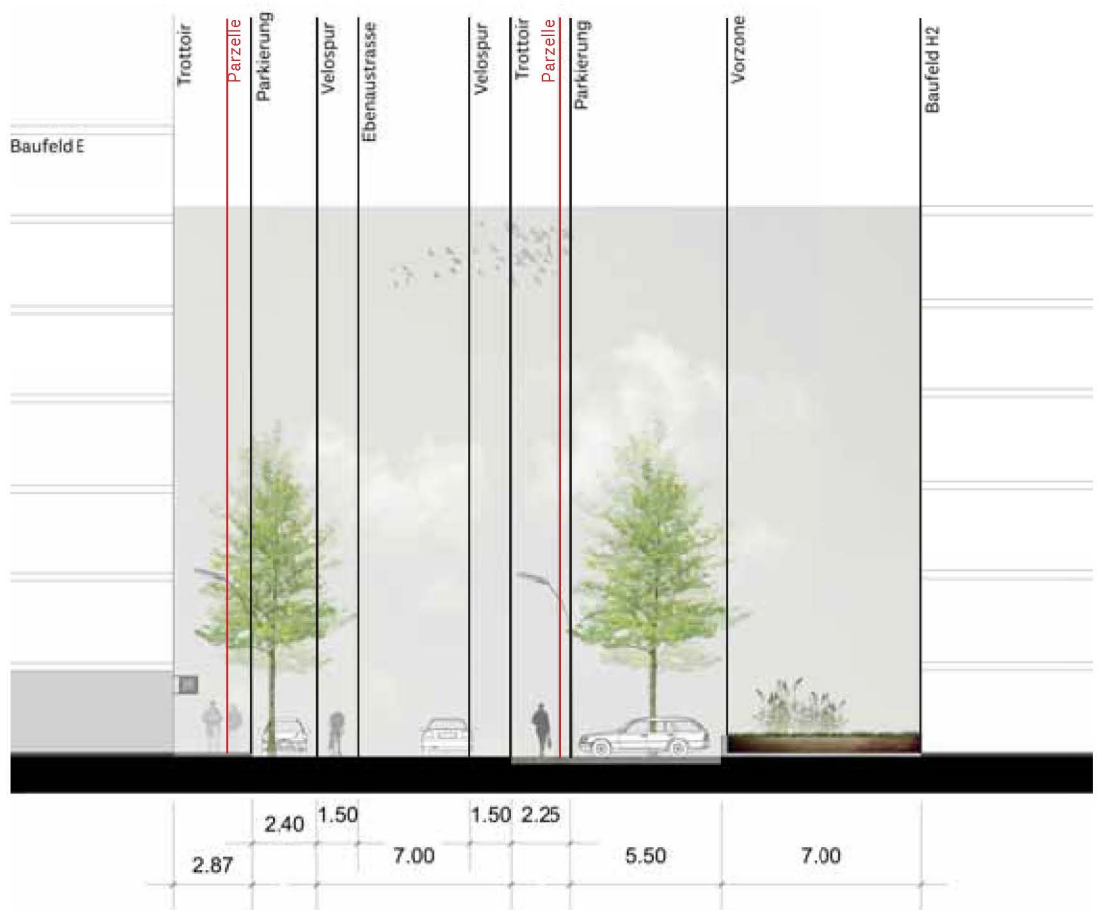 Trottoir
Parzelle
Parkierung
Velospur
Ebenaustrasse
Velospur
Trottoir
Parzelle
Parkierung
Vorzone
Baufeld H2
Baufeld E
2.40
1.50
1.50
2.25
2.87
7.00
5.50
7.00